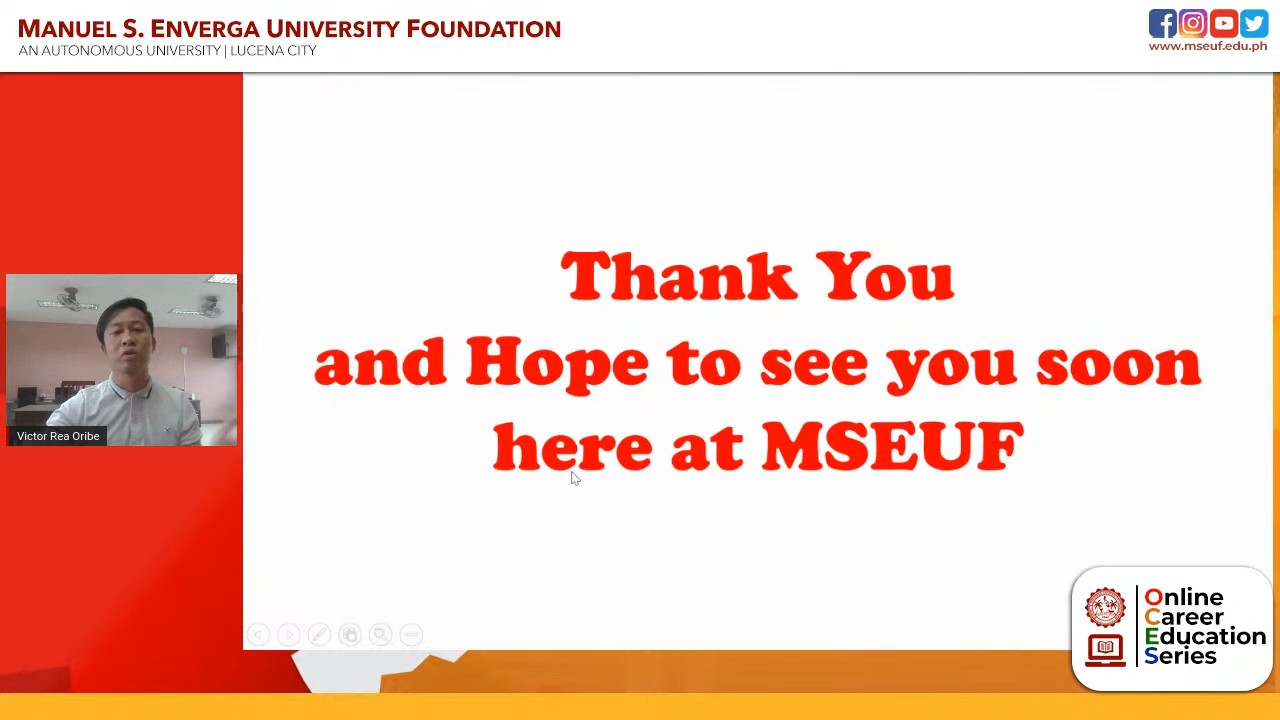 MANUEL S. ENVERGA UNIVERSITY FOUNDATION
AN AUTONOMOUS UNIVERSITY | LUCENA CITY
www.mseuf.edu.ph
Thank You
and Hope to see you soon
here at MSEUF
Victor Rea Oribe
Online
Career
Education
Series